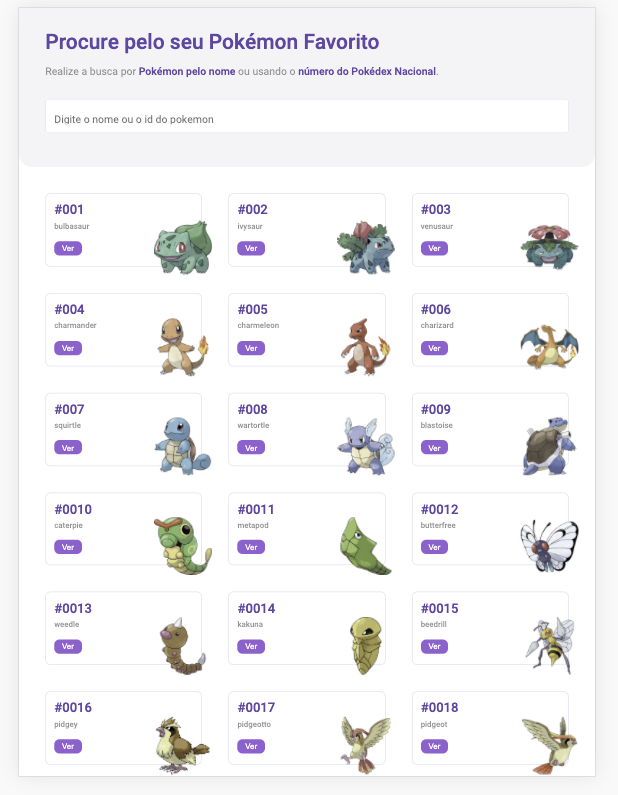 Procure pelo seu Pokémon Favorito
Realize a busca por Pokémon pelo nome ou usando o número do Pokédex Nacional.
Digite o nome ou o id do pokemon
#001
bulbasaur
Ver
#002
ivysaur
Ver
#003
venusaur
Ver
#004
charmander
Ver
#005
charmeleon
Ver
#006
charizard
Ver
#007
squirtle
Ver
#008
wartortle
Ver
#009
blastoise
Ver
#0010
caterpie
Ver
#0011
metapod
Ver
#0012
butterfree
Ver
#0013
weedle
Ver
#0014
kakuna
Ver
#0015
beedrill
Ver
#0016
pidgey
Ver
#0017
pidgeotto
Ver
#0018
pidgeot
Ver